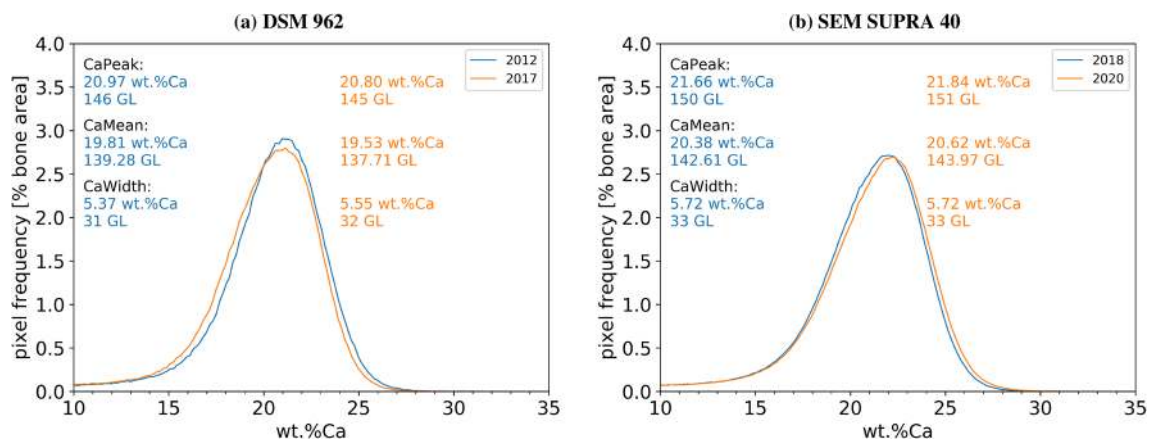 (a) DSM 962
4.0
3.5
3.0
2.5
2.0
1.5
1.0
0.5
0.0
pixel frequency [% bone area]
CaPeak:
20.97 wt.%Ca
146 GL
20.80 wt.%Ca
145 GL
CaMean:
19.81 wt.%Ca
139.28 GL
19.53 wt.%Ca
137.71 GL
CaWidth:
5.37 wt.%Ca
31 GL
5.55 wt.%Ca
32 GL
2012
2017
10 15 20 25 30 35
wt.%Ca
(b) SEM SUPRA 40
4.0
3.5
3.0
2.5
2.0
1.5
1.0
0.5
0.0
pixel frequency [% bone area]
CaPeak:
21.66 wt.%Ca
150 GL
21.84 wt.%Ca
151 GL
CaMean:
20.38 wt.%Ca
142.61 GL
20.62 wt.%Ca
143.97 GL
CaWidth:
5.72 wt.%Ca
33 GL
5.72 wt.%Ca
33 GL
2018
2020
10 15 20 25 30 35
wt.%Ca